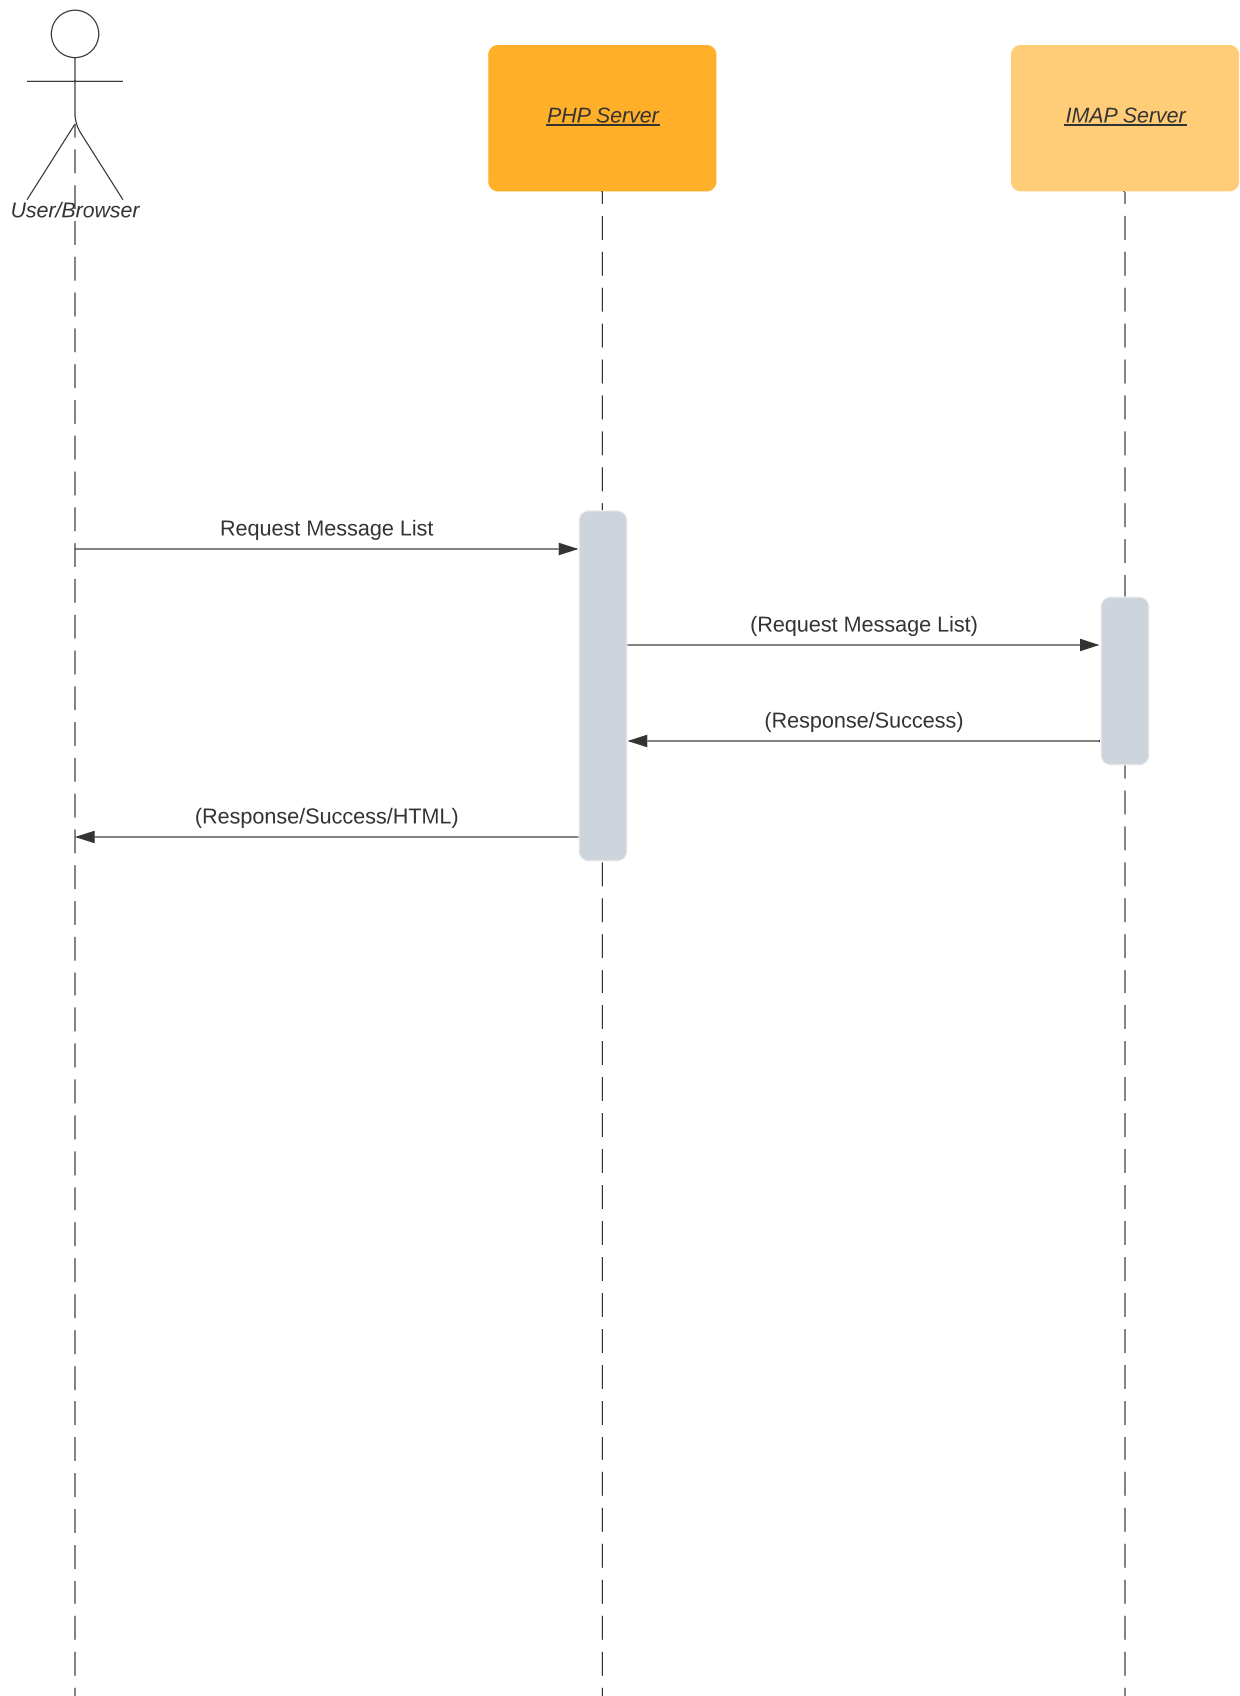 User/Browser
PHP Server
IMAP Server
Request Message List
(Request Message List)
(Response/Success)
(Response/Success/HTML)